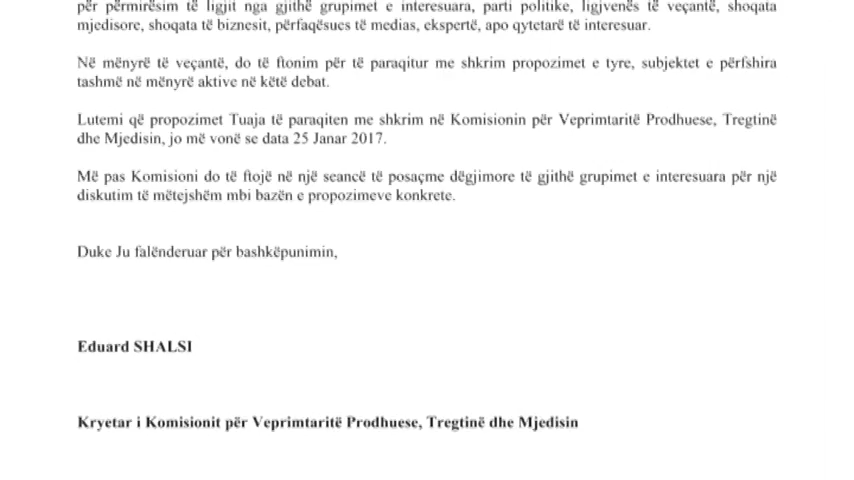 për përmirësim të ligjit nga gjithë grupimet e interesuara, parti politike, ligjvenës të veçantë, shoqata
mjedisore, shoqata të biznesit, përfaqësues të medias, ekspertë, apo qytetarë të interesuar.
Në mënyrë të veçantë, do të ftonim për të paraqitur me shkrim propozimet e tyre, subjektet e përfshira
tashmë në mënyrë aktive në këtë debat.
Lutemi që propozimet Tuaja të paraqiten me shkrim në Komisionin për Veprimtaritë Prodhuese, Tregtinë
dhe Mjedisin, jo më vonë se data 25 Janar 2017.
Më pas Komisioni do të ftojë në një seancë të posaçme dëgjimore të gjithë grupimet e interesuara për një
diskutim të mëtejshëm mbi bazën e propozimeve konkrete.
Duke Ju falënderuar për bashkëpunimin,
Eduard SHALSI
Kryetar i Komisionit për Veprimtaritë Prodhuese, Tregtinë dhe Mjedisin